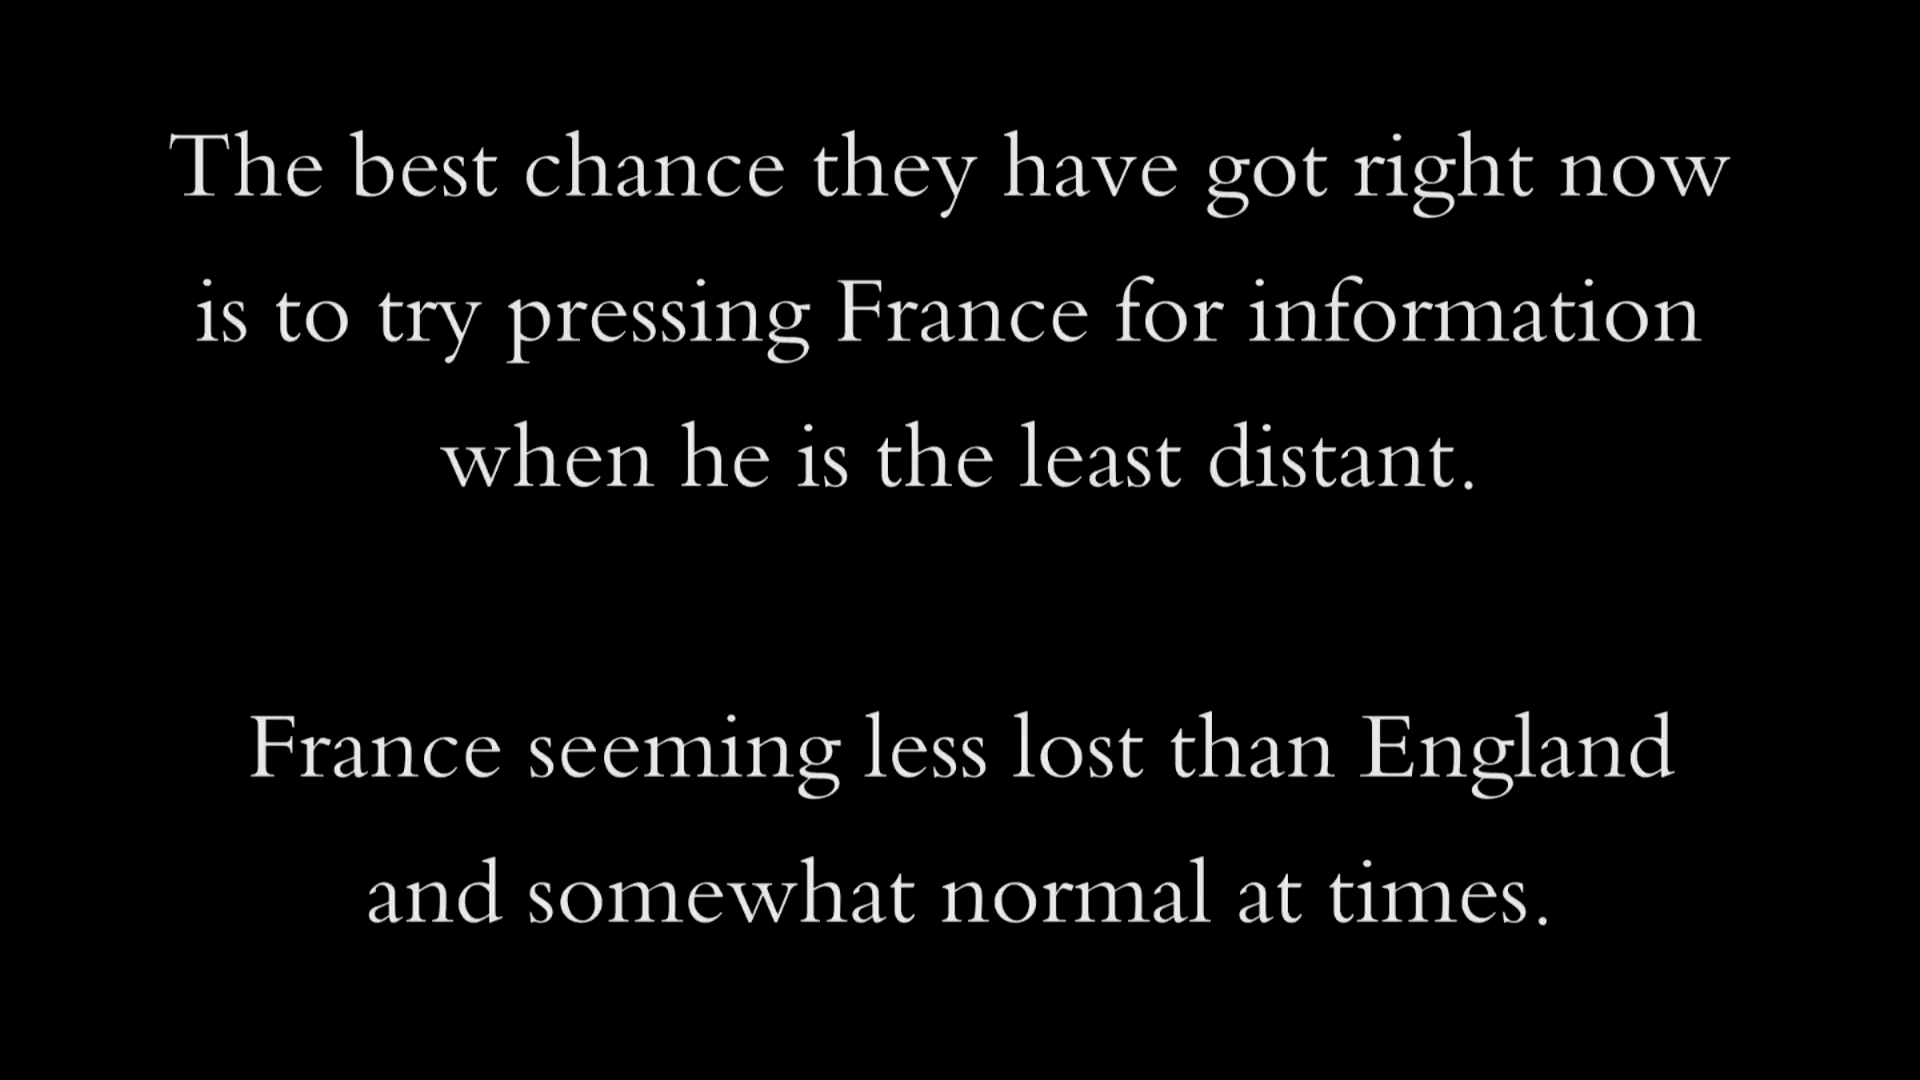 The best chance they have got right now
is to try pressing France for information
when he is the least distant.
France seeming less lost than England
and somewhat normal at times.